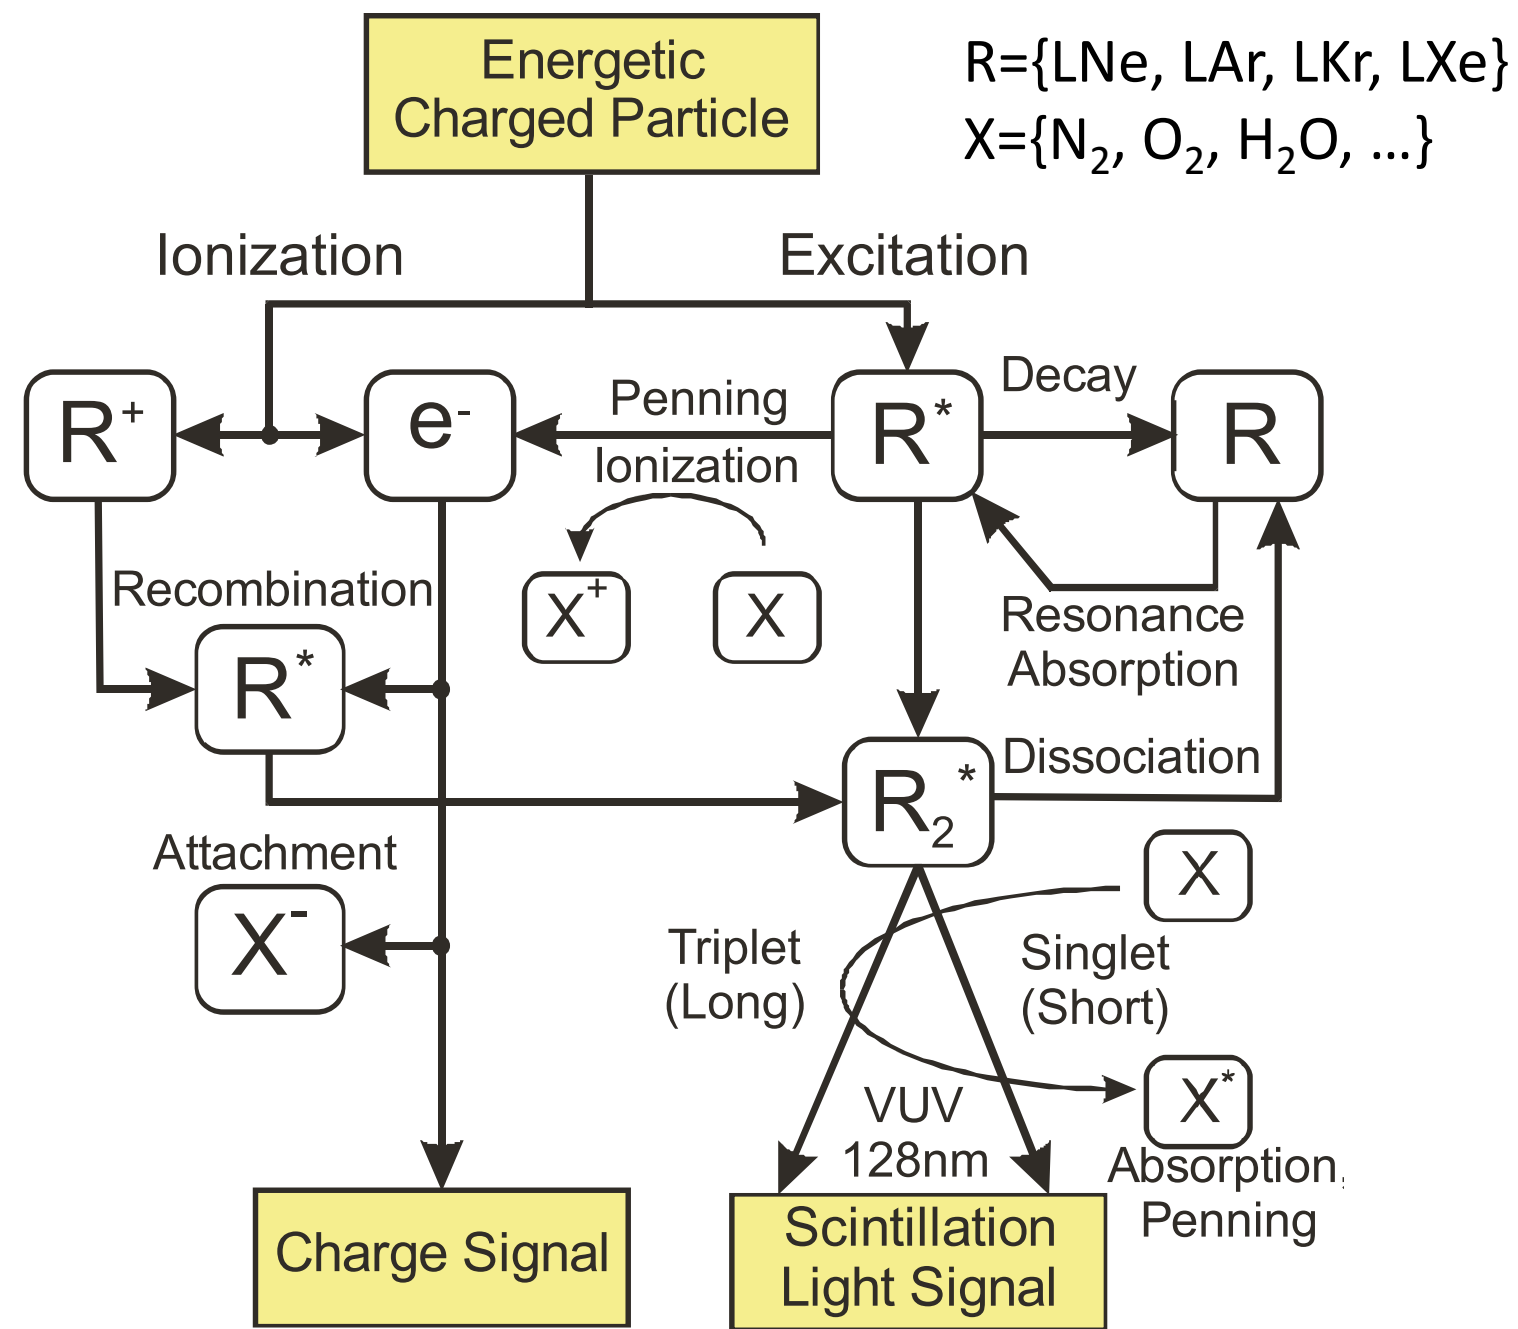 Energetic
Charged Particle
R={LNe, LAr, LKr, LXe}
X={N₂, O₂, H₂O, ...}
Ionization
Excitation
R⁺
e⁻
Penning
Ionization
R*
Decay
R
X⁺
X
Recombination
R*
Resonance
Absorption
R₂*
Dissociation
Attachment
X⁻
X
Triplet
(Long)
Singlet
(Short)
VUV
128nm
X*
Absorption,
Penning
Charge Signal
Scintillation
Light Signal